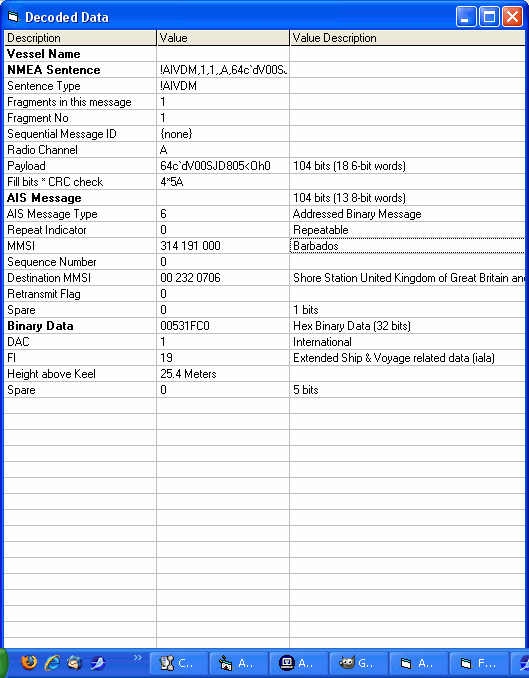 Decoded Data
Description Value Value Description
Vessel Name
NMEA Sentence !AIVDM,1,1,,A,64c`dV00SJ
Sentence Type !AIVDM
Fragments in this message 1
Fragment No 1
Sequential Message ID {none}
Radio Channel A
Payload 64c`dV00SJD805<Oh0 104 bits (18 6-bit words)
Fill bits * CRC check 4*5A
AIS Message 104 bits (13 8-bit words)
AIS Message Type 6 Addressed Binary Message
Repeat Indicator 0 Repeatable
MMSI 314 191 000 Barbados
Sequence Number 0
Destination MMSI 00 232 0706 Shore Station United Kingdom of Great Britain an
Retransmit Flag 0
Spare 0 1 bits
Binary Data 00531FC0 Hex Binary Data (32 bits)
DAC 1 International
FI 19 Extended Ship & Voyage related data (iala)
Height above Keel 25.4 Meters
Spare 0 5 bits
C.. A.. A.. G.. A.. F...